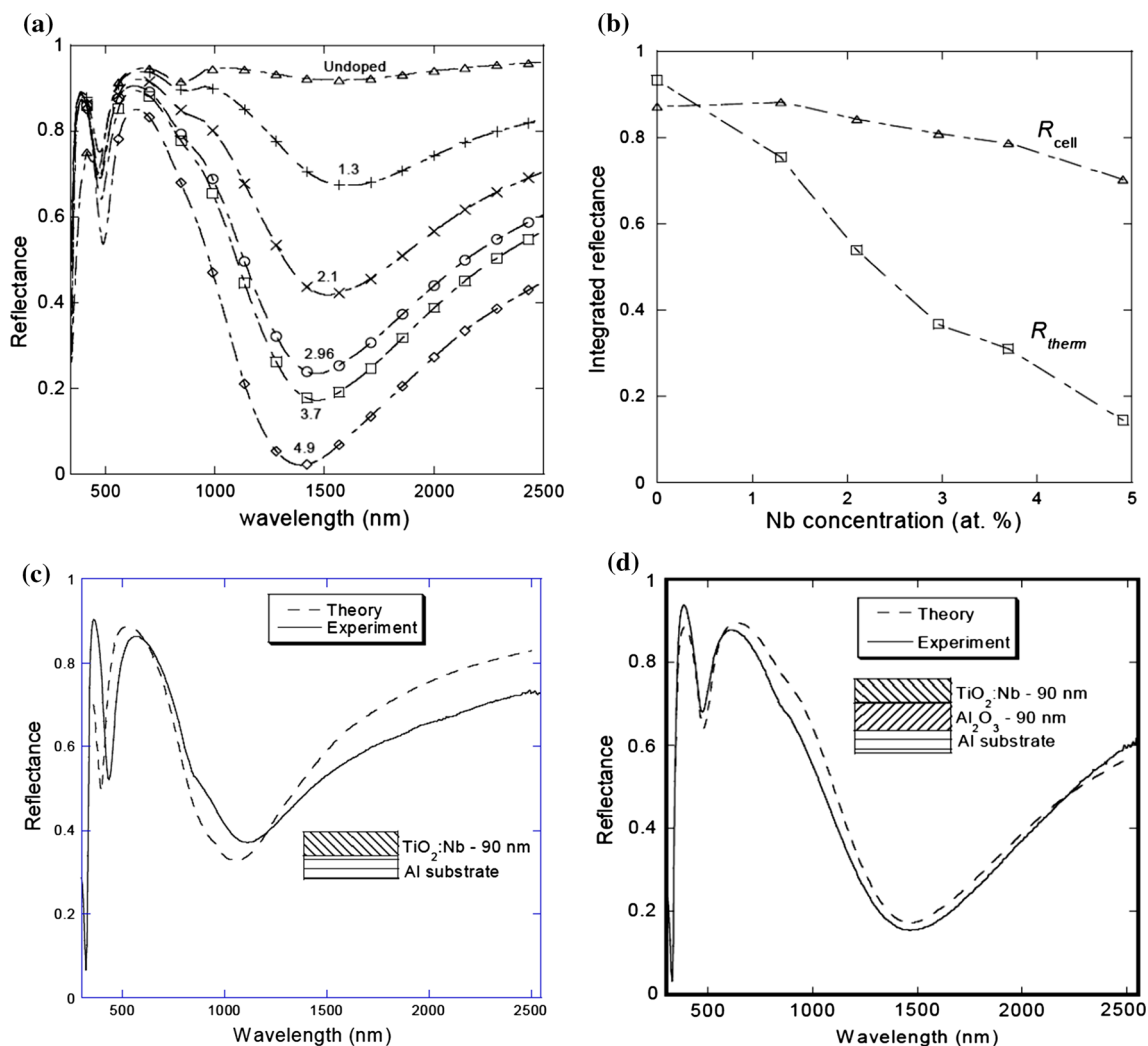 (a)
1
0.8
0.6
0.4
0.2
0
Reflectance
Undoped
1.3
2.1
2.96
3.7
4.9
500 1000 1500 2000 2500
wavelength (nm)
(b)
1
0.8
0.6
0.4
0.2
0
Integrated reflectance
R_cell
R_therm
0 1 2 3 4 5
Nb concentration (at. %)
(c)
1
0.8
0.6
0.4
0.2
0
Reflectance
Theory
Experiment
TiO₂:Nb - 90 nm
Al substrate
500 1000 1500 2000 2500
Wavelength (nm)
(d)
1
0.8
0.6
0.4
0.2
0
Reflectance
Theory
Experiment
TiO₂:Nb - 90 nm
Al₂O₃ - 90 nm
Al substrate
500 1000 1500 2000 2500
Wavelength (nm)